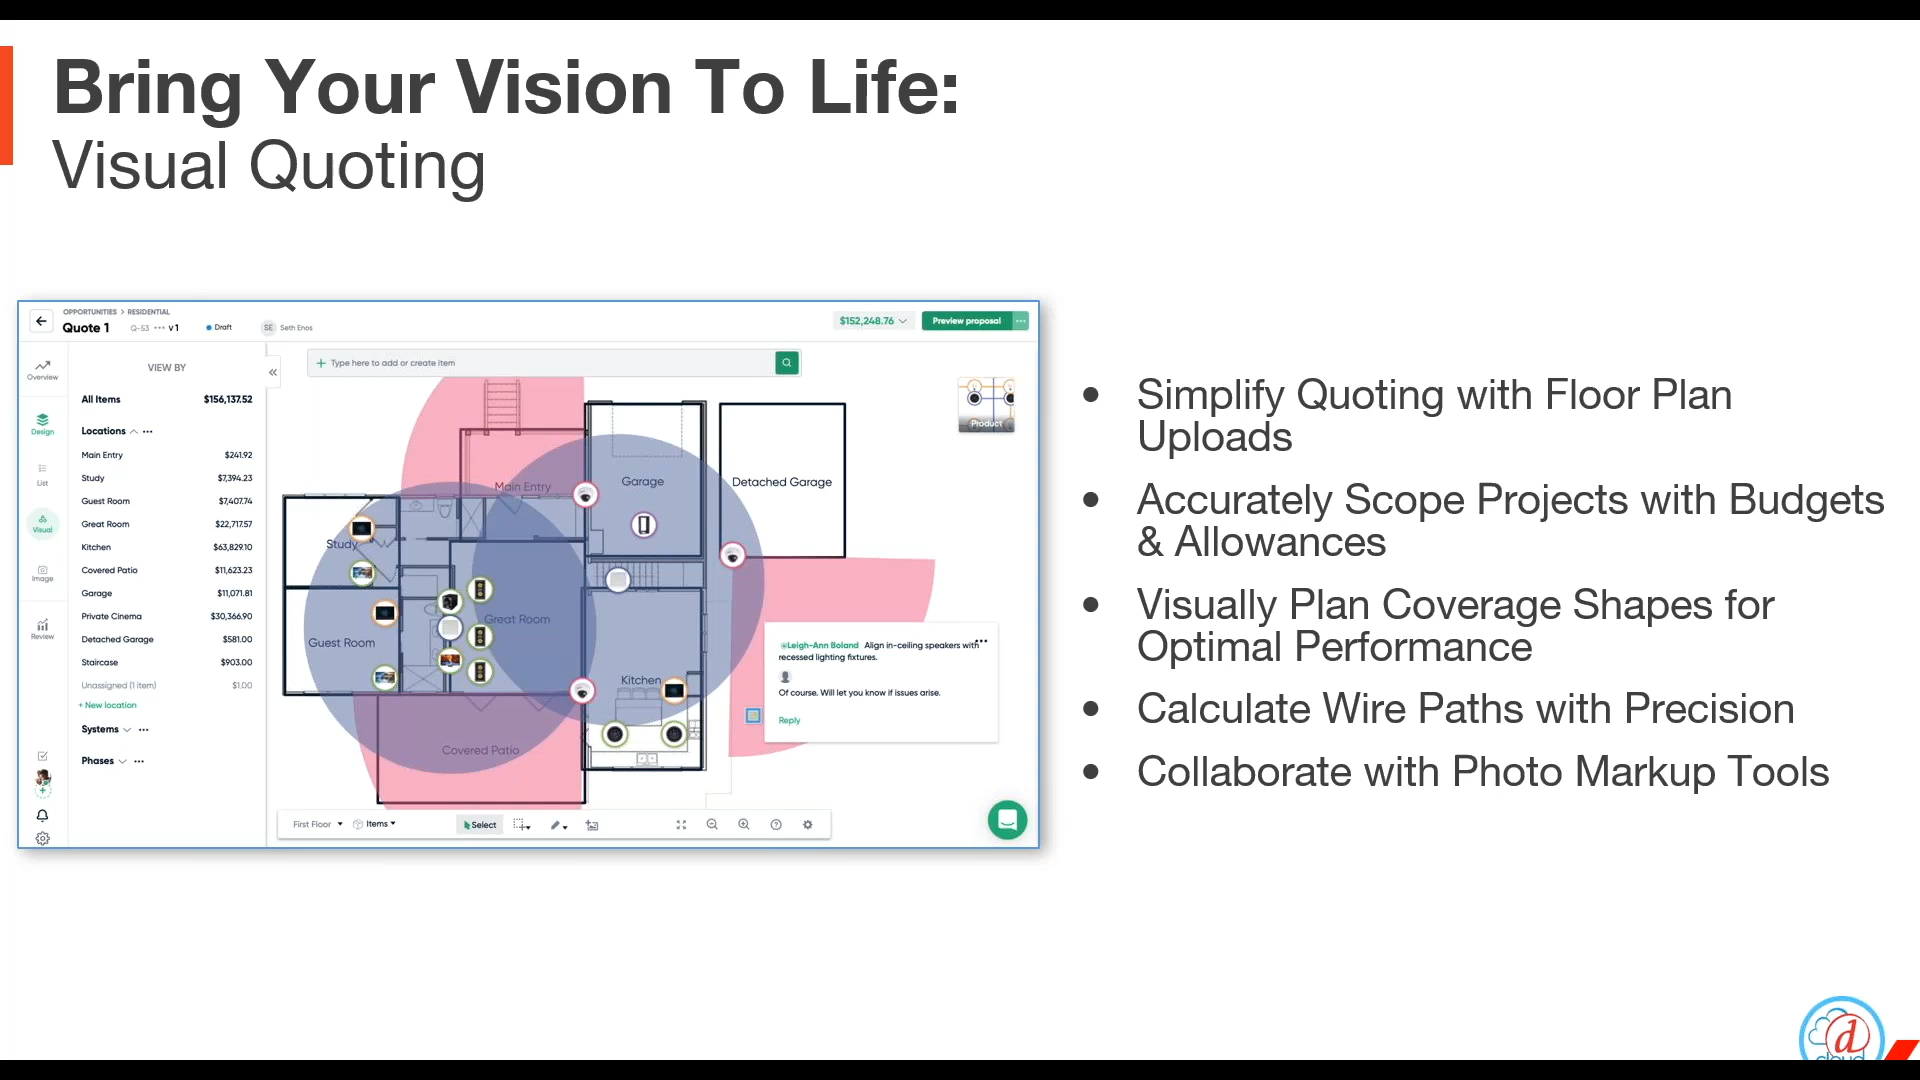 Bring Your Vision To Life:
Visual Quoting
OPPORTUNITIES > RESIDENTIAL
Quote 1 Q-53 ••• v1 Draft SE Seth Enos
$152,248.76 Preview proposal
Overview
Design
List
Visual
Image
Review
VIEW BY
All Items $156,137.52
Locations
Main Entry $241.92
Study $7,394.23
Guest Room $7,407.74
Great Room $22,717.57
Kitchen $63,829.10
Covered Patio $11,623.23
Garage $11,071.81
Private Cinema $30,366.90
Detached Garage $581.00
Staircase $903.00
Unassigned (1 item) $1.00
+ New location
Systems
Phases
+ Type here to add or create item
Product
Main Entry
Garage
Detached Garage
Study
Great Room
Guest Room
Kitchen
Covered Patio
@Leigh-Ann Boland Align in-ceiling speakers with
recessed lighting fixtures.
Of course. Will let you know if issues arise.
Reply
First Floor Items Select
• Simplify Quoting with Floor Plan
Uploads
• Accurately Scope Projects with Budgets
& Allowances
• Visually Plan Coverage Shapes for
Optimal Performance
• Calculate Wire Paths with Precision
• Collaborate with Photo Markup Tools
d
cloud